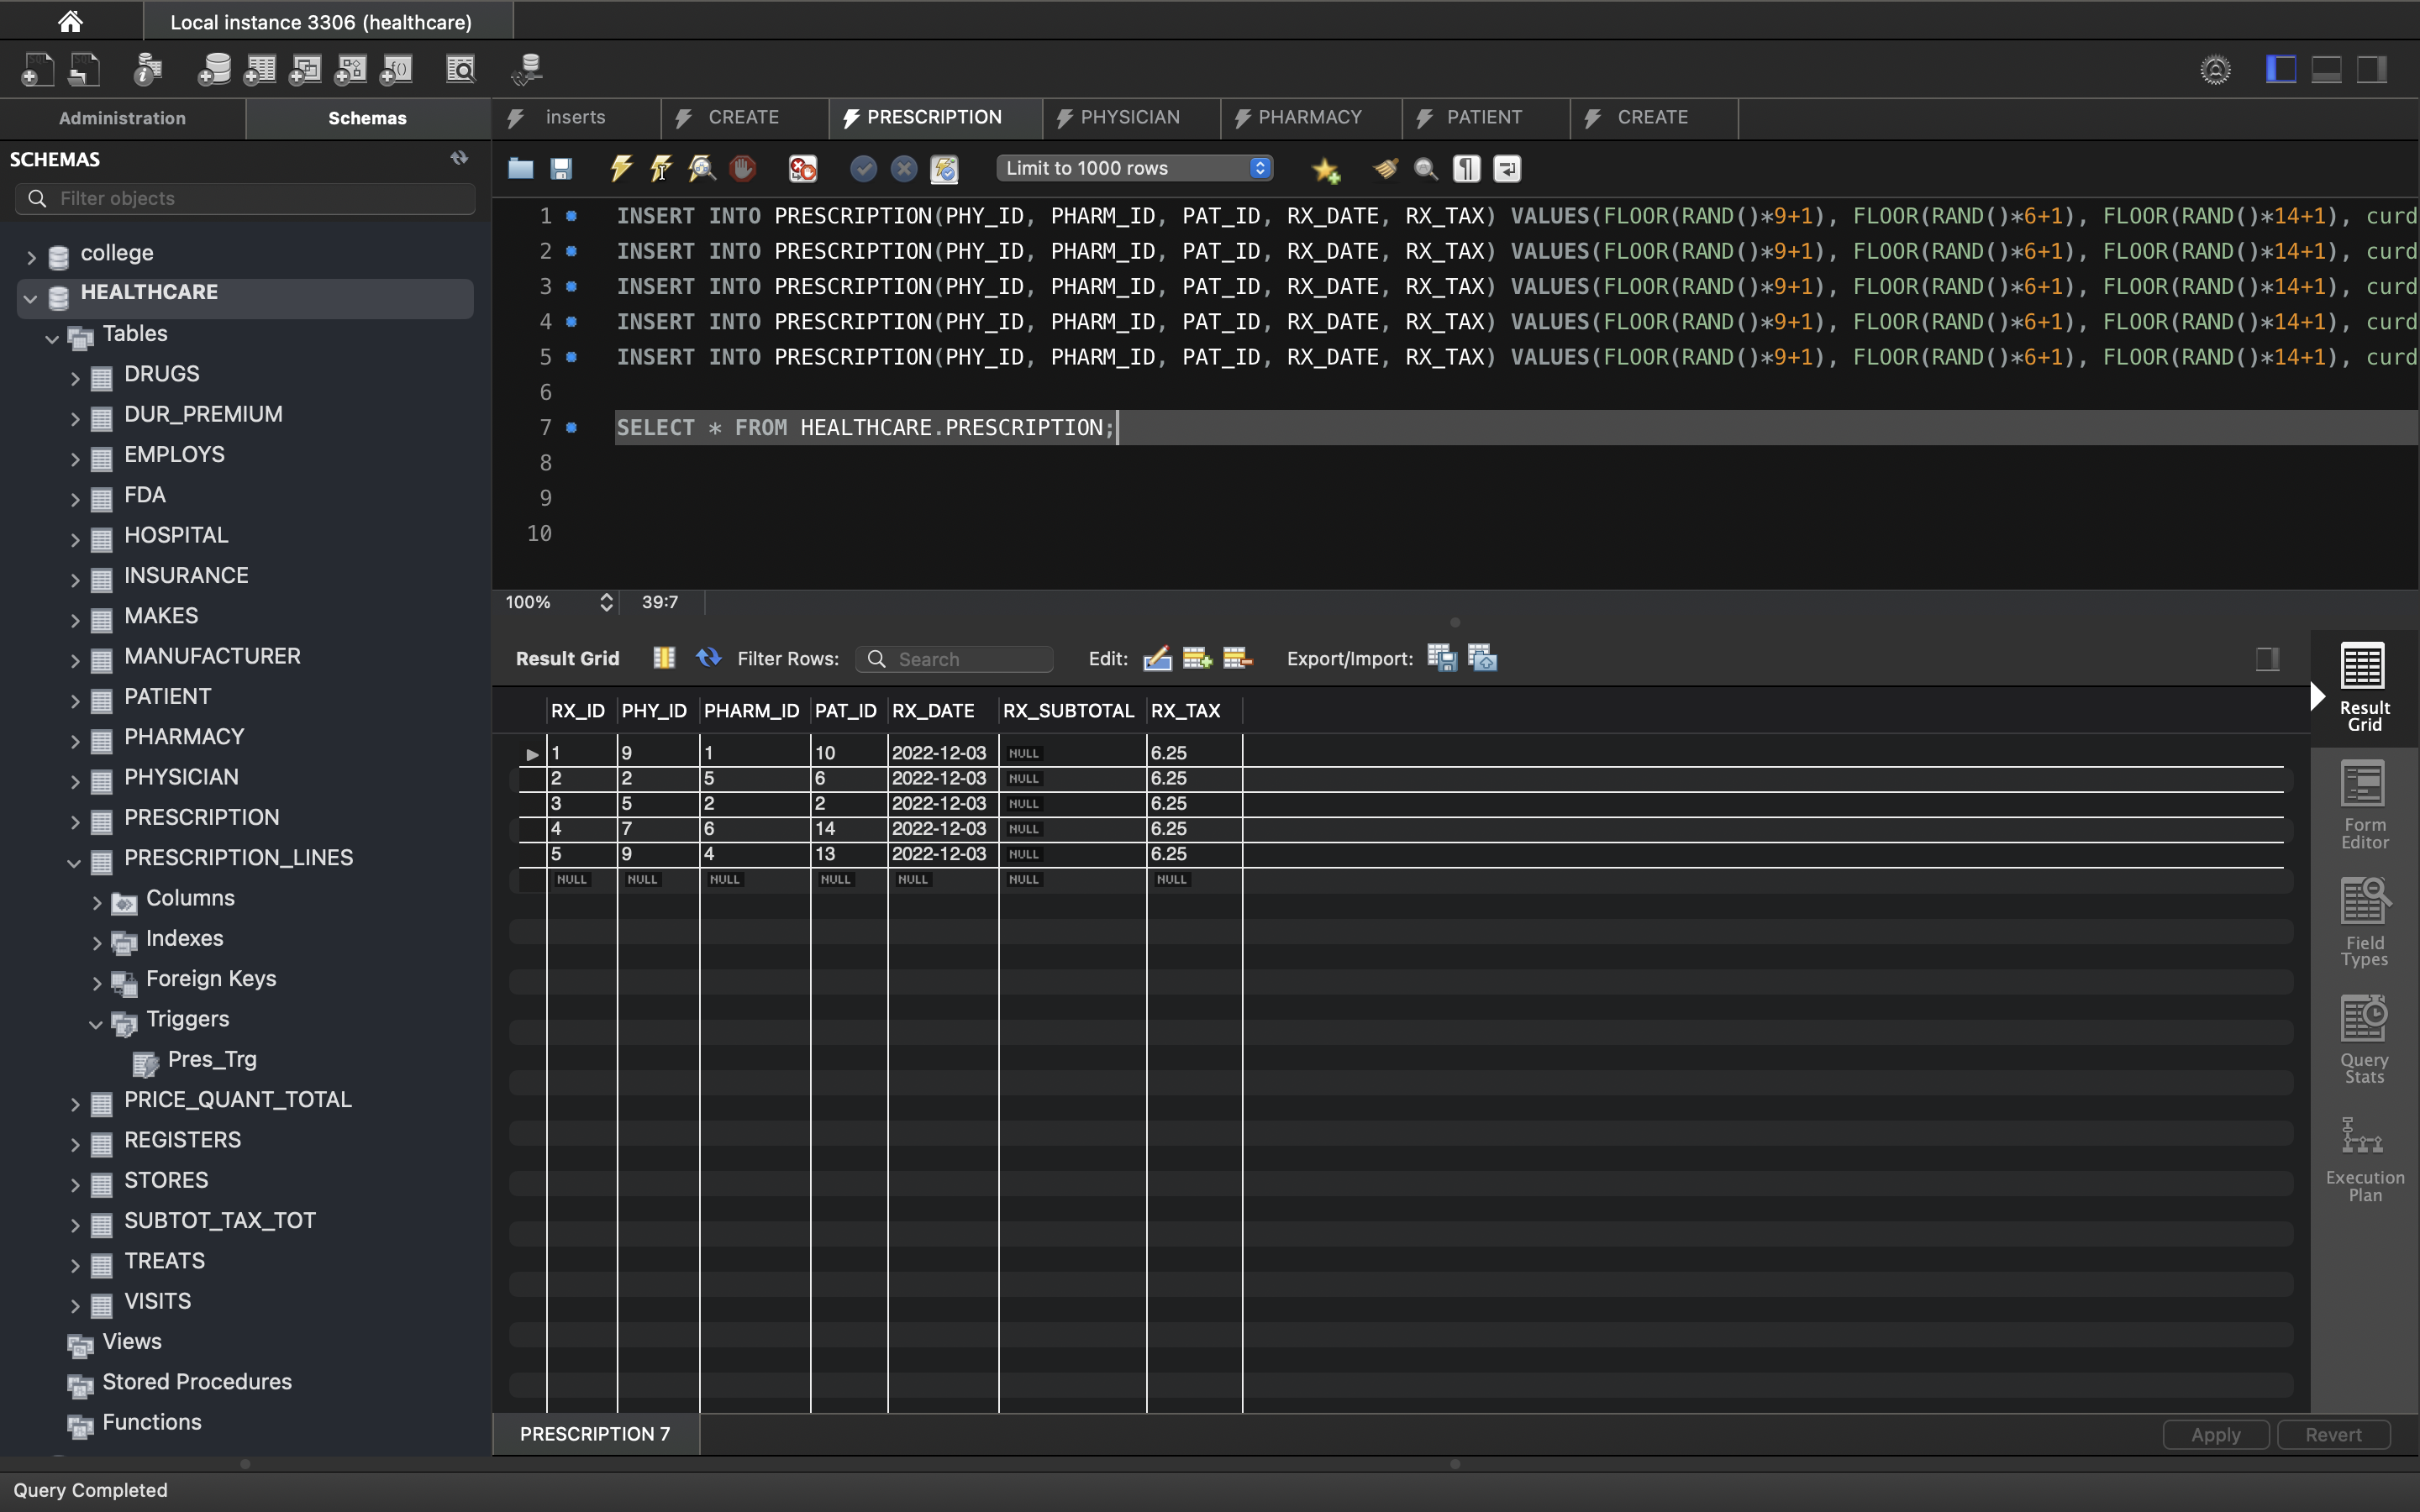 Local instance 3306 (healthcare)
Administration Schemas
inserts CREATE PRESCRIPTION PHYSICIAN PHARMACY PATIENT CREATE
SCHEMAS
Limit to 1000 rows
Filter objects
1 INSERT INTO PRESCRIPTION(PHY_ID, PHARM_ID, PAT_ID, RX_DATE, RX_TAX) VALUES(FLOOR(RAND()*9+1), FLOOR(RAND()*6+1), FLOOR(RAND()*14+1), curd
2 INSERT INTO PRESCRIPTION(PHY_ID, PHARM_ID, PAT_ID, RX_DATE, RX_TAX) VALUES(FLOOR(RAND()*9+1), FLOOR(RAND()*6+1), FLOOR(RAND()*14+1), curd
3 INSERT INTO PRESCRIPTION(PHY_ID, PHARM_ID, PAT_ID, RX_DATE, RX_TAX) VALUES(FLOOR(RAND()*9+1), FLOOR(RAND()*6+1), FLOOR(RAND()*14+1), curd
4 INSERT INTO PRESCRIPTION(PHY_ID, PHARM_ID, PAT_ID, RX_DATE, RX_TAX) VALUES(FLOOR(RAND()*9+1), FLOOR(RAND()*6+1), FLOOR(RAND()*14+1), curd
5 INSERT INTO PRESCRIPTION(PHY_ID, PHARM_ID, PAT_ID, RX_DATE, RX_TAX) VALUES(FLOOR(RAND()*9+1), FLOOR(RAND()*6+1), FLOOR(RAND()*14+1), curd
6
7 SELECT * FROM HEALTHCARE.PRESCRIPTION;
8
9
10
100% 39:7
college
HEALTHCARE
Tables
DRUGS
DUR_PREMIUM
EMPLOYS
FDA
HOSPITAL
INSURANCE
MAKES
MANUFACTURER
PATIENT
PHARMACY
PHYSICIAN
PRESCRIPTION
PRESCRIPTION_LINES
Columns
Indexes
Foreign Keys
Triggers
Pres_Trg
PRICE_QUANT_TOTAL
REGISTERS
STORES
SUBTOT_TAX_TOT
TREATS
VISITS
Views
Stored Procedures
Functions
Result Grid Filter Rows: Search Edit: Export/Import:
RX_ID PHY_ID PHARM_ID PAT_ID RX_DATE RX_SUBTOTAL RX_TAX
1 9 1 10 2022-12-03 NULL 6.25
2 2 5 6 2022-12-03 NULL 6.25
3 5 2 2 2022-12-03 NULL 6.25
4 7 6 14 2022-12-03 NULL 6.25
5 9 4 13 2022-12-03 NULL 6.25
NULL NULL NULL NULL NULL NULL NULL
Result
Grid
Form
Editor
Field
Types
Query
Stats
Execution
Plan
PRESCRIPTION 7
Apply Revert
Query Completed